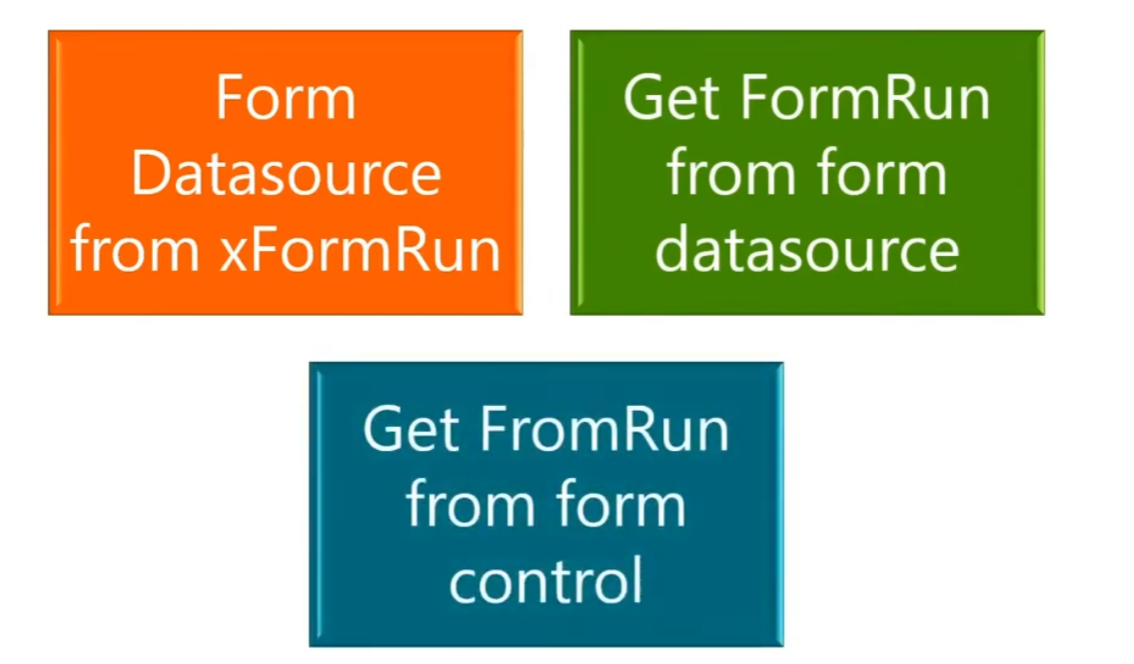 Form
Datasource
from xFormRun
Get FormRun
from form
datasource
Get FromRun
from form
control